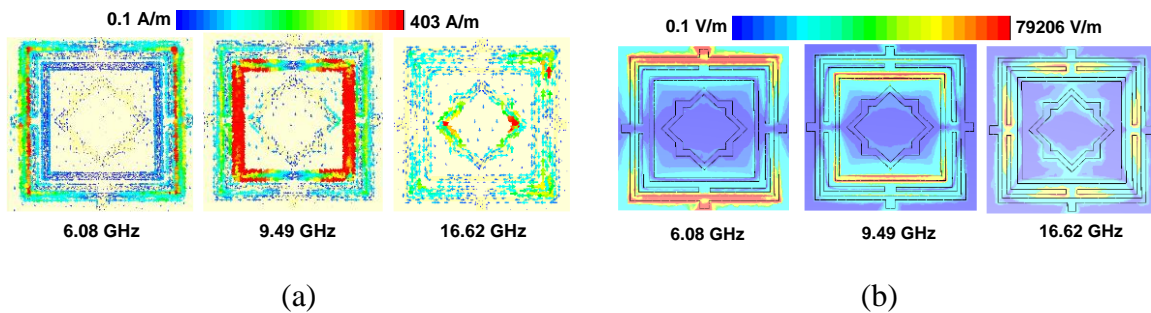 0.1 A/m 403 A/m
6.08 GHz 9.49 GHz 16.62 GHz
(a)
0.1 V/m 79206 V/m
6.08 GHz 9.49 GHz 16.62 GHz
(b)